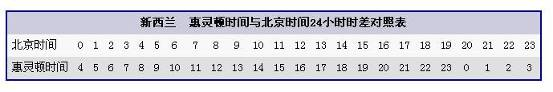 新西兰 惠灵顿时间与北京时间24小时时差对照表
北京时间 0 1 2 3 4 5 6 7 8 9 10 11 12 13 14 15 16 17 18 19 20 21 22 23
惠灵顿时间 4 5 6 7 8 9 10 11 12 13 14 15 16 17 18 19 20 21 22 23 0 1 2 3